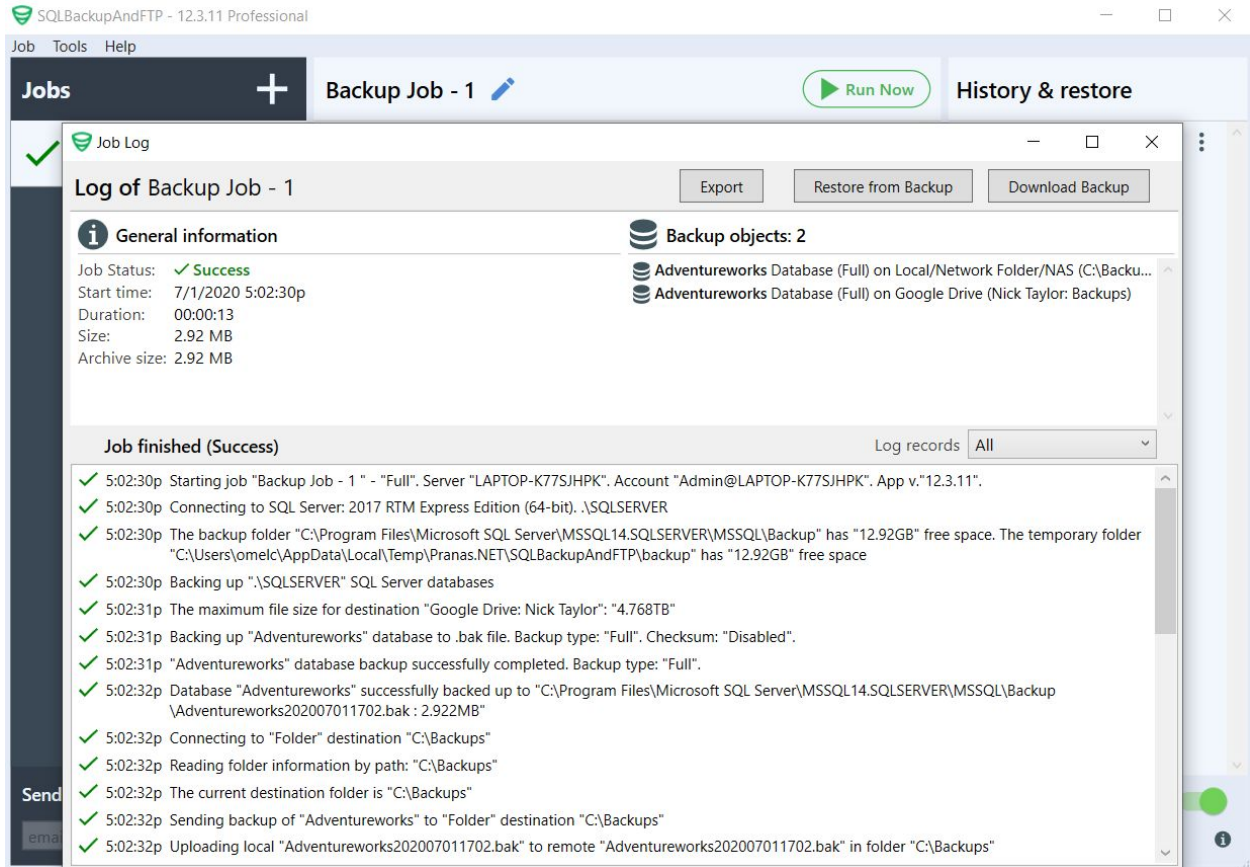 SQLBackupAndFTP - 12.3.11 Professional
Job Tools Help
Jobs
Backup Job - 1
Run Now
History & restore
Job Log
Log of Backup Job - 1
Export
Restore from Backup
Download Backup
General information
Job Status: Success
Start time: 7/1/2020 5:02:30p
Duration: 00:00:13
Size: 2.92 MB
Archive size: 2.92 MB
Backup objects: 2
Adventureworks Database (Full) on Local/Network Folder/NAS (C:\Backu...
Adventureworks Database (Full) on Google Drive (Nick Taylor: Backups)
Job finished (Success)
Log records All
5:02:30p Starting job "Backup Job - 1 " - "Full". Server "LAPTOP-K77SJHPK". Account "Admin@LAPTOP-K77SJHPK". App v."12.3.11".
5:02:30p Connecting to SQL Server: 2017 RTM Express Edition (64-bit). .\SQLSERVER
5:02:30p The backup folder "C:\Program Files\Microsoft SQL Server\MSSQL14.SQLSERVER\MSSQL\Backup" has "12.92GB" free space. The temporary folder
"C:\Users\omelc\AppData\Local\Temp\Pranas.NET\SQLBackupAndFTP\backup" has "12.92GB" free space
5:02:30p Backing up ".\SQLSERVER" SQL Server databases
5:02:31p The maximum file size for destination "Google Drive: Nick Taylor": "4.768TB"
5:02:31p Backing up "Adventureworks" database to .bak file. Backup type: "Full". Checksum: "Disabled".
5:02:31p "Adventureworks" database backup successfully completed. Backup type: "Full".
5:02:32p Database "Adventureworks" successfully backed up to "C:\Program Files\Microsoft SQL Server\MSSQL14.SQLSERVER\MSSQL\Backup
\Adventureworks202007011702.bak : 2.922MB"
5:02:32p Connecting to "Folder" destination "C:\Backups"
5:02:32p Reading folder information by path: "C:\Backups"
5:02:32p The current destination folder is "C:\Backups"
5:02:32p Sending backup of "Adventureworks" to "Folder" destination "C:\Backups"
5:02:32p Uploading local "Adventureworks202007011702.bak" to remote "Adventureworks202007011702.bak" in folder "C:\Backups"
Send
emai